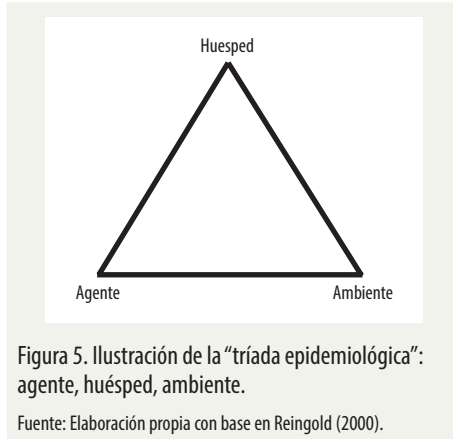 Huesped
Agente
Ambiente
Figura 5. Ilustración de la “tríada epidemiológica”:
agente, huésped, ambiente.
Fuente: Elaboración propia con base en Reingold (2000).